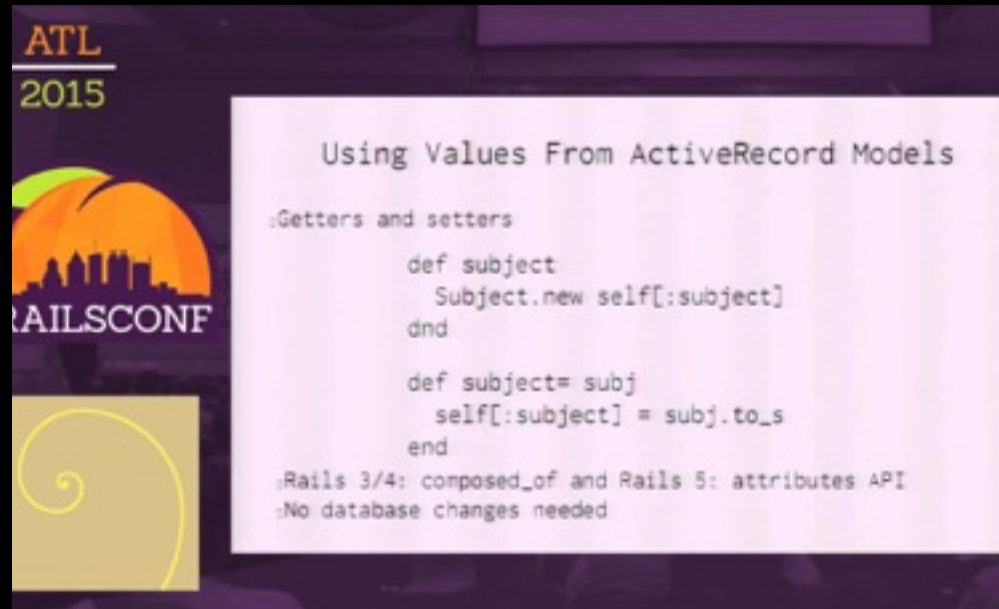 ATL
2015
RAILSCONF
Using Values From ActiveRecord Models
:Getters and setters
def subject
Subject.new self[:subject]
dnd
def subject= subj
self[:subject] = subj.to_s
end
:Rails 3/4: composed_of and Rails 5: attributes API
:No database changes needed